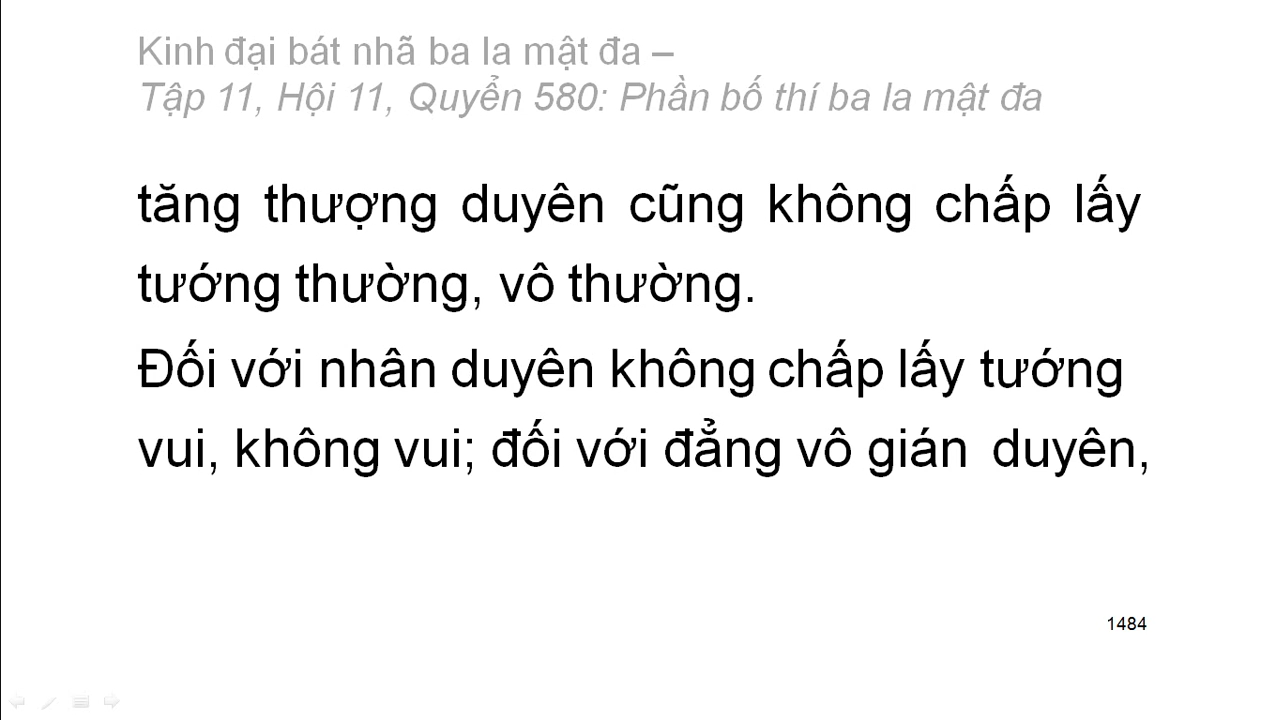 Kinh đại bát nhã ba la mật đa –
Tập 11, Hội 11, Quyển 580: Phần bố thí ba la mật đa
tăng thượng duyên cũng không chấp lấy
tướng thường, vô thường.
Đối với nhân duyên không chấp lấy tướng
vui, không vui; đối với đẳng vô gián duyên,
1484